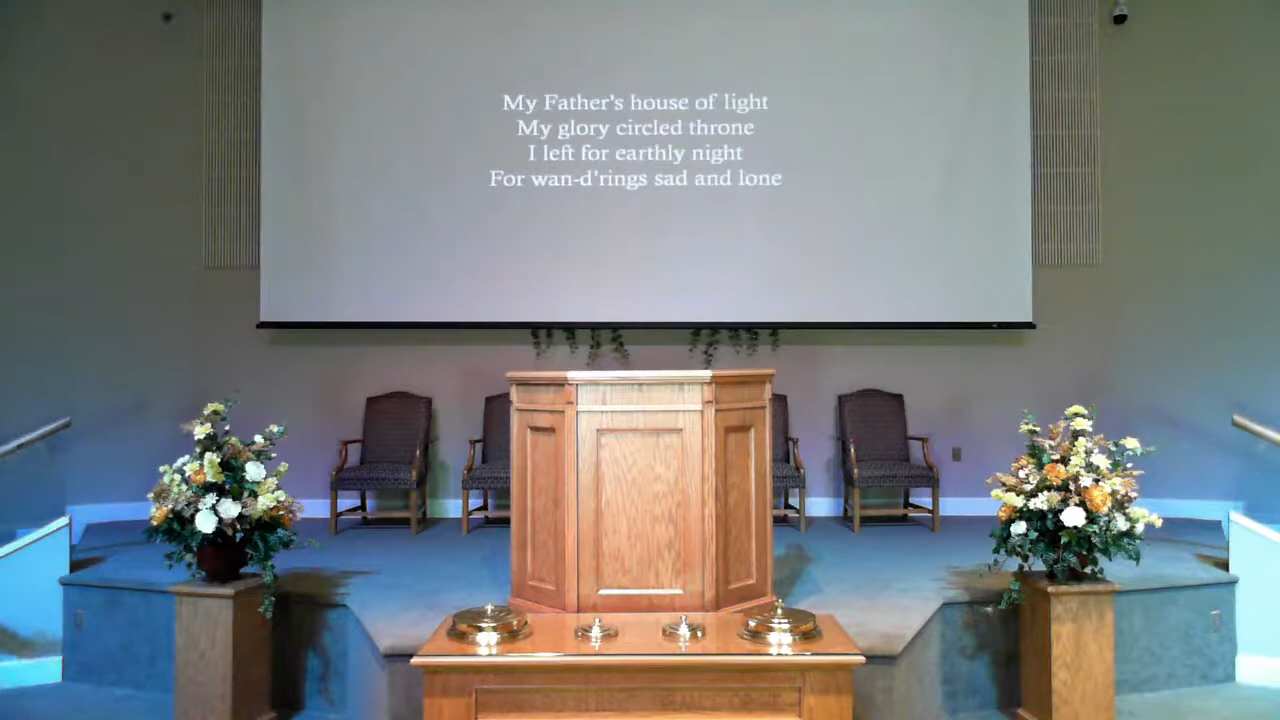 My Father's house of light
My glory circled throne
I left for earthly night
For wan-d'rings sad and lone